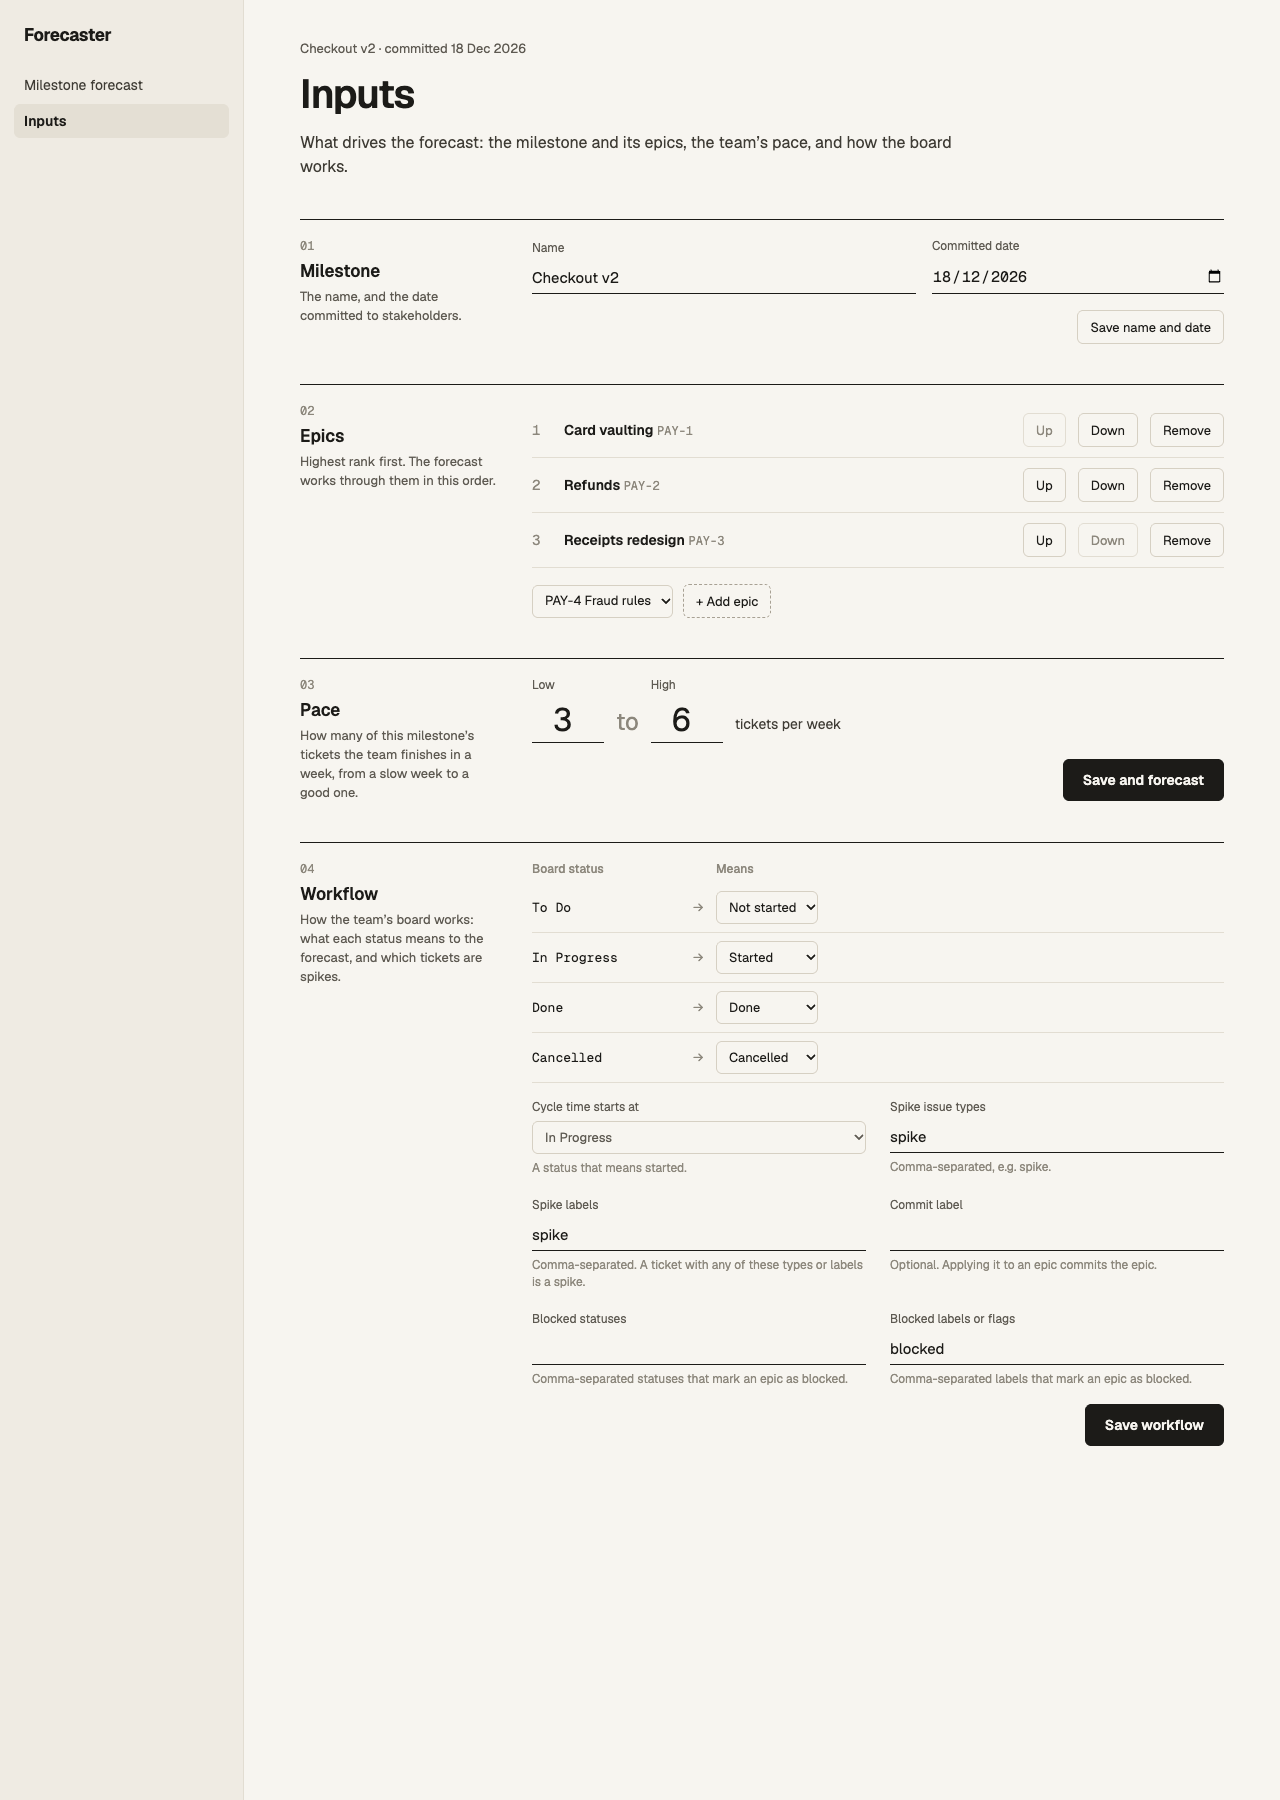 Forecaster
Milestone forecast
Inputs
Checkout v2 · committed 18 Dec 2026
Inputs
What drives the forecast: the milestone and its epics, the team’s pace, and how the board
works.
01
Milestone
The name, and the date
committed to stakeholders.
Name
Checkout v2
Committed date
18/12/2026
Save name and date
02
Epics
Highest rank first. The forecast
works through them in this order.
1 Card vaulting PAY-1 Up Down Remove
2 Refunds PAY-2 Up Down Remove
3 Receipts redesign PAY-3 Up Down Remove
PAY-4 Fraud rules + Add epic
03
Pace
How many of this milestone’s
tickets the team finishes in a
week, from a slow week to a
good one.
Low High
3 to 6 tickets per week
Save and forecast
04
Workflow
How the team’s board works:
what each status means to the
forecast, and which tickets are
spikes.
Board status Means
To Do → Not started
In Progress → Started
Done → Done
Cancelled → Cancelled
Cycle time starts at
In Progress
A status that means started.
Spike issue types
spike
Comma-separated, e.g. spike.
Spike labels
spike
Comma-separated. A ticket with any of these types or labels
is a spike.
Commit label
Optional. Applying it to an epic commits the epic.
Blocked statuses
Comma-separated statuses that mark an epic as blocked.
Blocked labels or flags
blocked
Comma-separated labels that mark an epic as blocked.
Save workflow